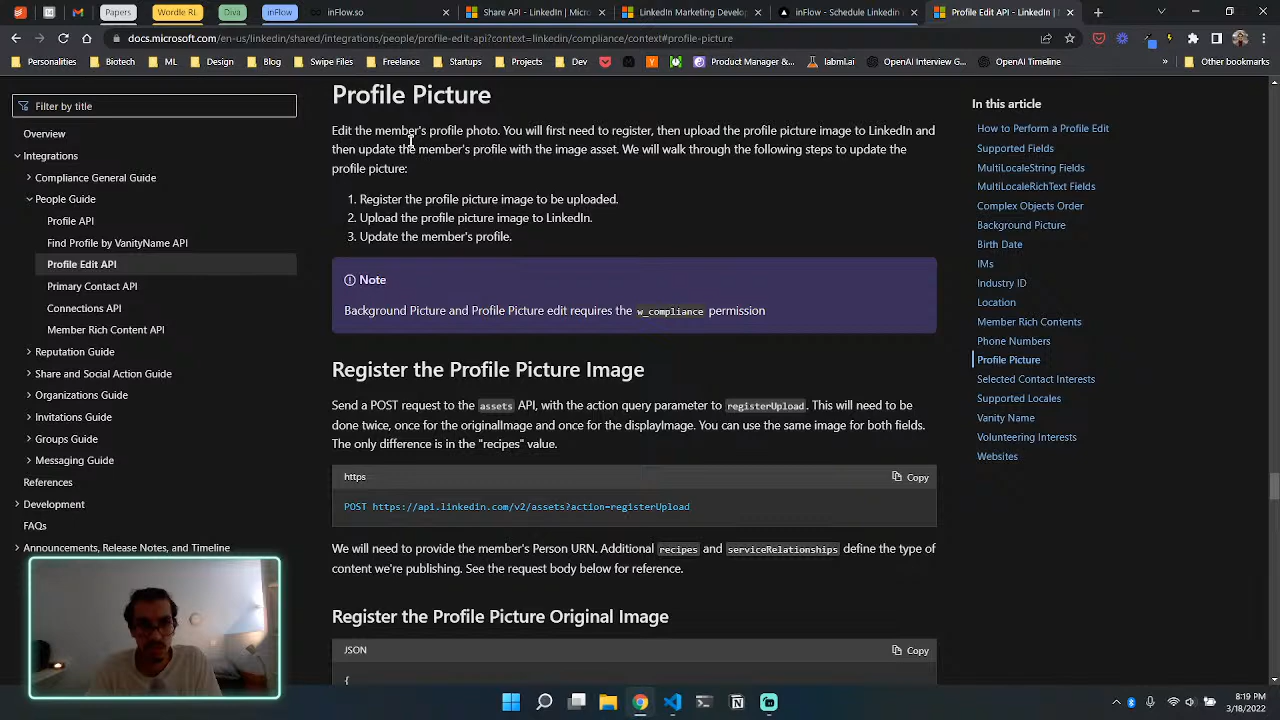 Papers
Wordle RL
Diva
inFlow
inFlow.so
Share API - LinkedIn | Micro
LinkedIn Marketing Develop
inFlow - Schedule LinkedIn
Profile Edit API - LinkedIn |
docs.microsoft.com/en-us/linkedin/shared/integrations/people/profile-edit-api?context=linkedin/compliance/context#profile-picture
Personalities
Biotech
ML
Design
Blog
Swipe Files
Freelance
Startups
Projects
Dev
Product Manager &...
labmlai
OpenAI Interview G...
OpenAI Timeline
Other bookmarks
Filter by title
Overview
Integrations
Compliance General Guide
People Guide
Profile API
Find Profile by VanityName API
Profile Edit API
Primary Contact API
Connections API
Member Rich Content API
Reputation Guide
Share and Social Action Guide
Organizations Guide
Invitations Guide
Groups Guide
Messaging Guide
References
Development
FAQs
Announcements, Release Notes, and Timeline
Profile Picture
Edit the member's profile photo. You will first need to register, then upload the profile picture image to LinkedIn and
then update the member's profile with the image asset. We will walk through the following steps to update the
profile picture:
1. Register the profile picture image to be uploaded.
2. Upload the profile picture image to LinkedIn.
3. Update the member's profile.
Note
Background Picture and Profile Picture edit requires the w_compliance permission
Register the Profile Picture Image
Send a POST request to the assets API, with the action query parameter to registerUpload. This will need to be
done twice, once for the originalImage and once for the displayImage. You can use the same image for both fields.
The only difference is in the "recipes" value.
https
Copy
POST https://api.linkedin.com/v2/assets?action=registerUpload
We will need to provide the member's Person URN. Additional recipes and serviceRelationships define the type of
content we're publishing. See the request body below for reference.
Register the Profile Picture Original Image
JSON
Copy
{
In this article
How to Perform a Profile Edit
Supported Fields
MultiLocaleString Fields
MultiLocaleRichText Fields
Complex Objects Order
Background Picture
Birth Date
IMs
Industry ID
Location
Member Rich Contents
Phone Numbers
Profile Picture
Selected Contact Interests
Supported Locales
Vanity Name
Volunteering Interests
Websites
8:19 PM
3/18/2022